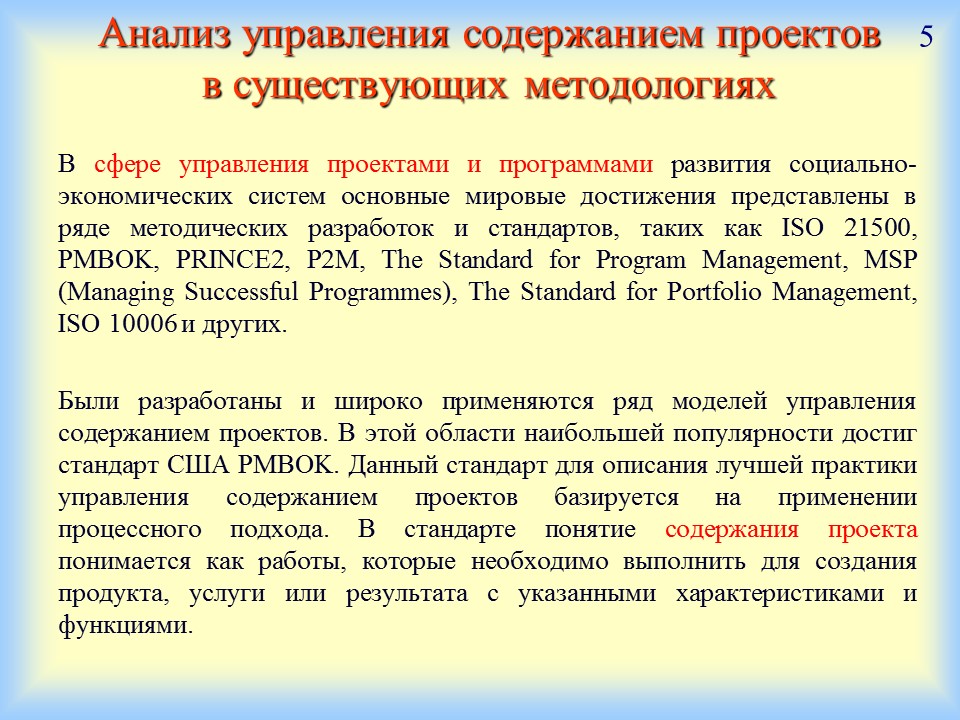 Анализ управления содержанием проектов
5
в существующих методологиях
В сфере управления проектами и программами развития социально-
экономических систем основные мировые достижения представлены в
ряде методических разработок и стандартов, таких как ISO 21500,
PMBOK, PRINCE2, P2M, The Standard for Program Management, MSP
(Managing Successful Programmes), The Standard for Portfolio Management,
ISO 10006 и других.
Были разработаны и широко применяются ряд моделей управления
содержанием проектов. В этой области наибольшей популярности достиг
стандарт США PMBOK. Данный стандарт для описания лучшей практики
управления содержанием проектов базируется на применении
процессного подхода. В стандарте понятие содержания проекта
понимается как работы, которые необходимо выполнить для создания
продукта, услуги или результата с указанными характеристиками и
функциями.